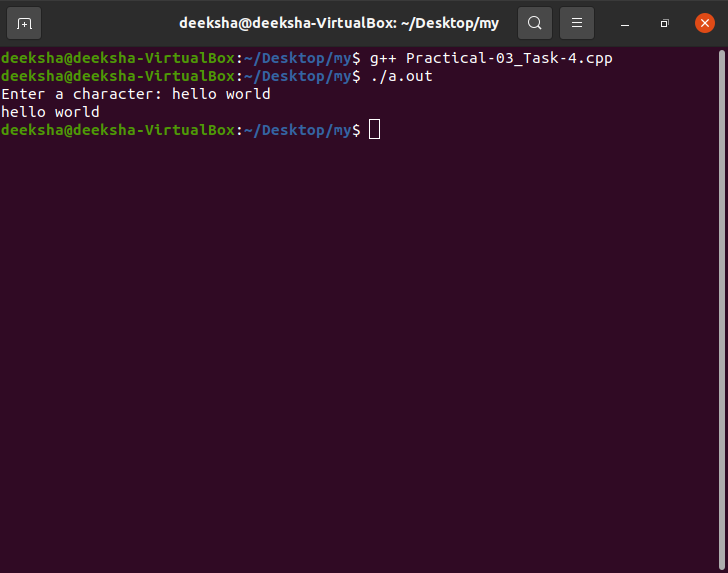 deeksha@deeksha-VirtualBox: ~/Desktop/my
deeksha@deeksha-VirtualBox:~/Desktop/my$ g++ Practical-03_Task-4.cpp
deeksha@deeksha-VirtualBox:~/Desktop/my$ ./a.out
Enter a character: hello world
hello world
deeksha@deeksha-VirtualBox:~/Desktop/my$